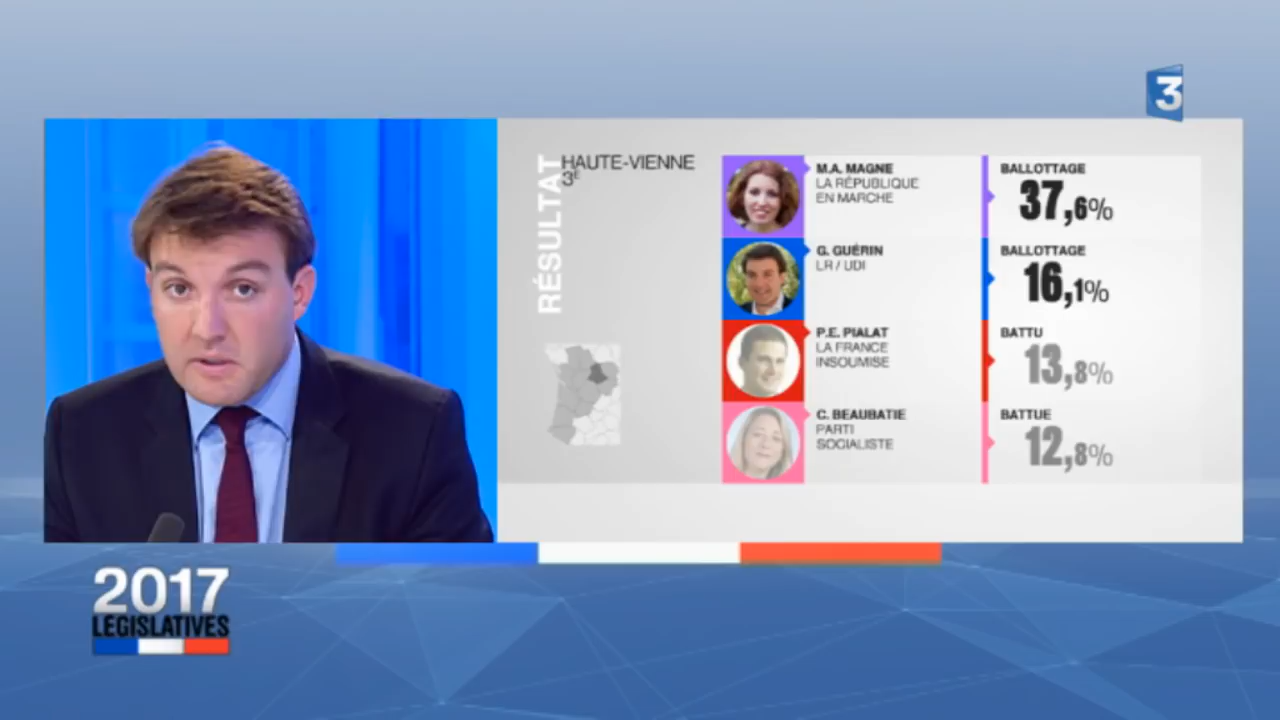 3
RÉSULTAT
HAUTE-VIENNE
3E
M.A. MAGNE
LA RÉPUBLIQUE
EN MARCHE
BALLOTTAGE
37,6%
G. GUÉRIN
LR / UDI
BALLOTTAGE
16,1%
P.E. PIALAT
LA FRANCE
INSOUMISE
BATTU
13,8%
C. BEAUBATIE
PARTI
SOCIALISTE
BATTUE
12,8%
2017
LEGISLATIVES